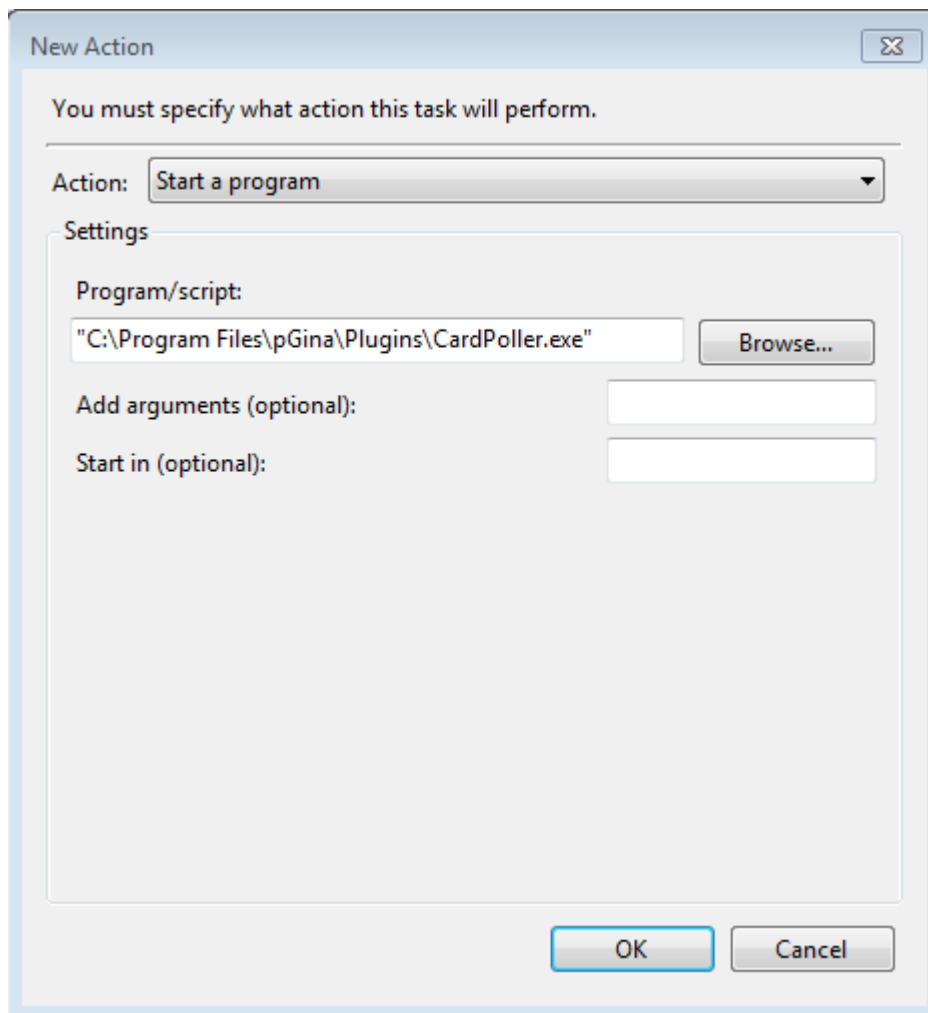 New Action
You must specify what action this task will perform.
Action: Start a program
Settings
Program/script:
"C:\Program Files\pGina\Plugins\CardPoller.exe" Browse...
Add arguments (optional):
Start in (optional):
OK Cancel